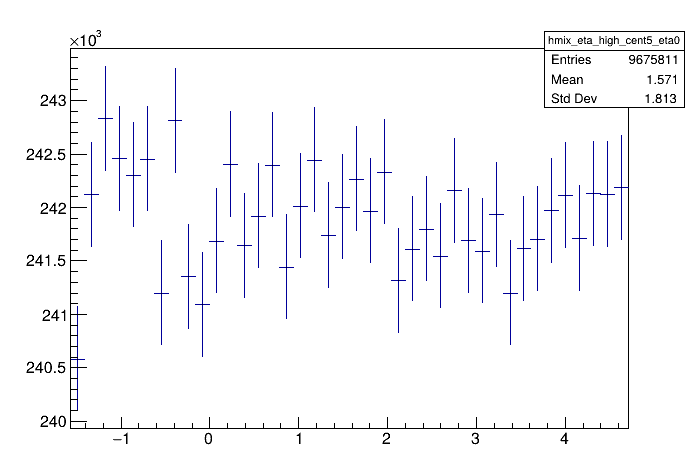 ×10³
hmix_eta_high_cent5_eta0
Entries 9675811
Mean 1.571
Std Dev 1.813
243
242.5
242
241.5
241
240.5
240
−1 0 1 2 3 4